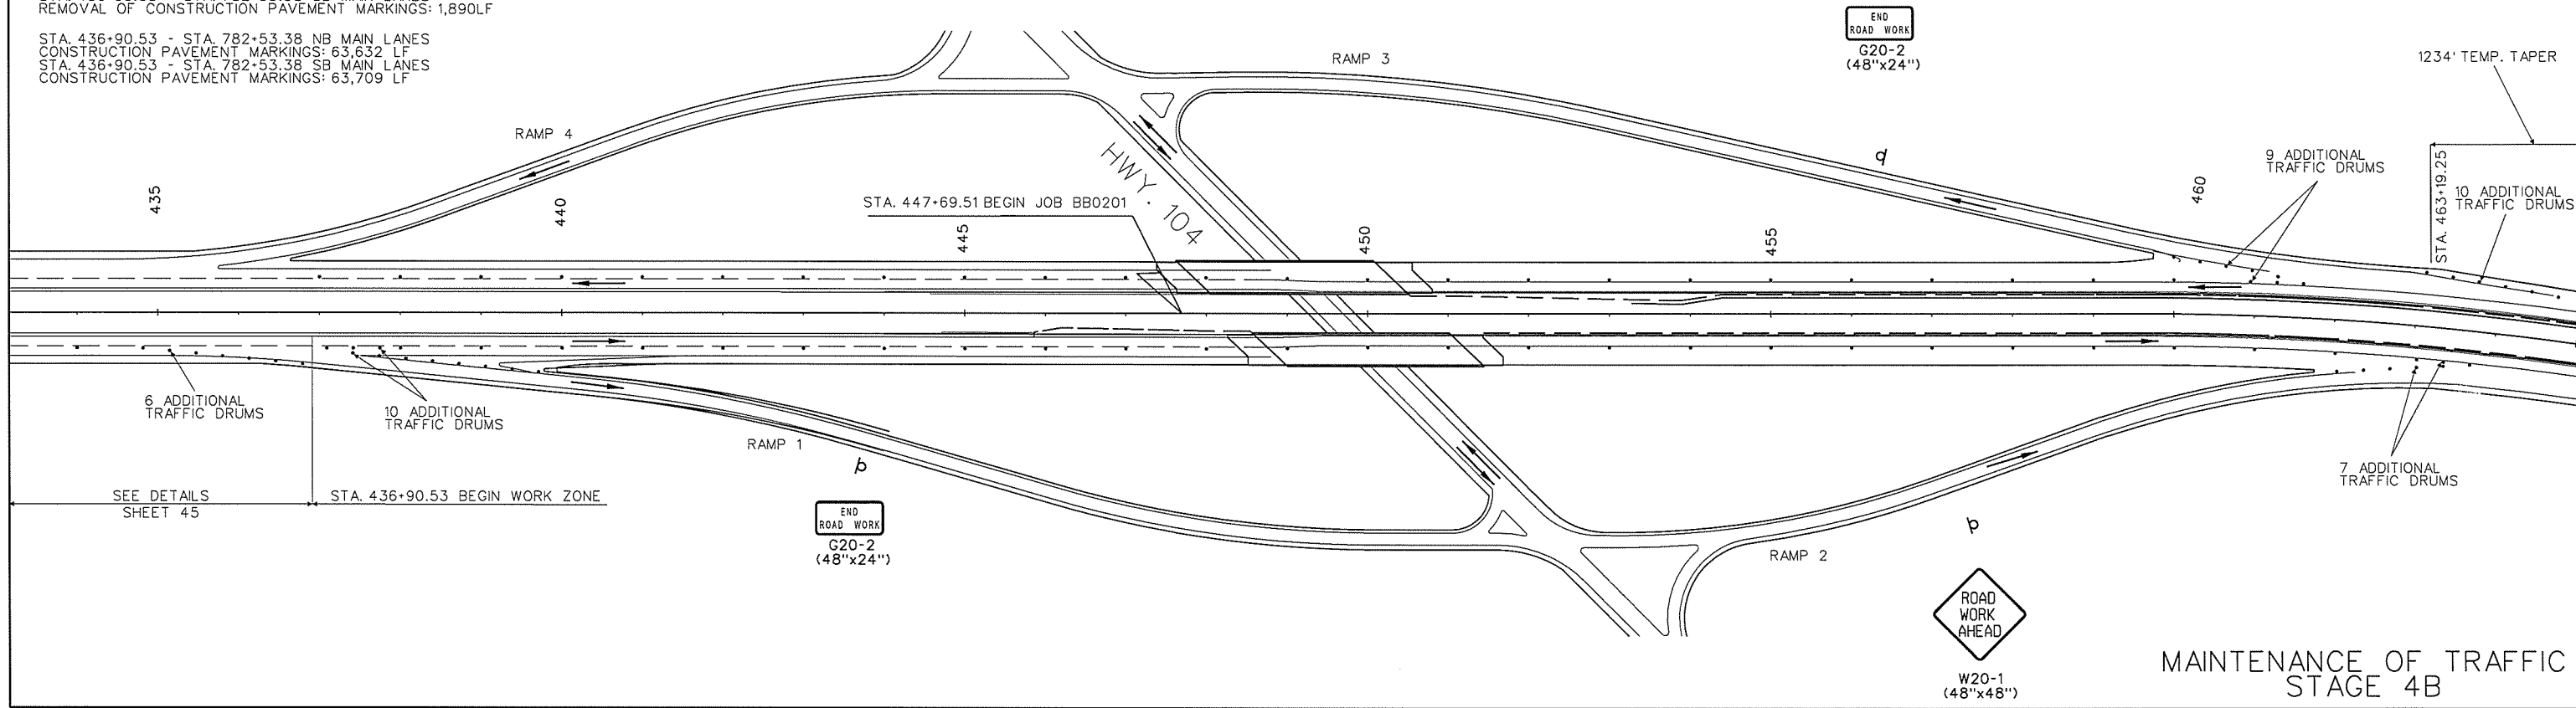 REMOVAL OF CONSTRUCTION PAVEMENT MARKINGS: 1,890LF
STA. 436+90.53 - STA. 782+53.38 NB MAIN LANES
CONSTRUCTION PAVEMENT MARKINGS: 63,632 LF
STA. 436+90.53 - STA. 782+53.38 SB MAIN LANES
CONSTRUCTION PAVEMENT MARKINGS: 63,709 LF
RAMP 3
END
ROAD WORK
G20-2
(48"x24")
1234' TEMP. TAPER
RAMP 4
HWY. 104
9 ADDITIONAL
TRAFFIC DRUMS
STA. 463+19.25
10 ADDITIONAL
TRAFFIC DRUMS
435
440
STA. 447+69.51 BEGIN JOB BB0201
445
450
455
460
6 ADDITIONAL
TRAFFIC DRUMS
10 ADDITIONAL
TRAFFIC DRUMS
RAMP 1
7 ADDITIONAL
TRAFFIC DRUMS
SEE DETAILS
SHEET 45
STA. 436+90.53 BEGIN WORK ZONE
END
ROAD WORK
G20-2
(48"x24")
RAMP 2
ROAD
WORK
AHEAD
W20-1
(48"x48")
MAINTENANCE OF TRAFFIC
STAGE 4B